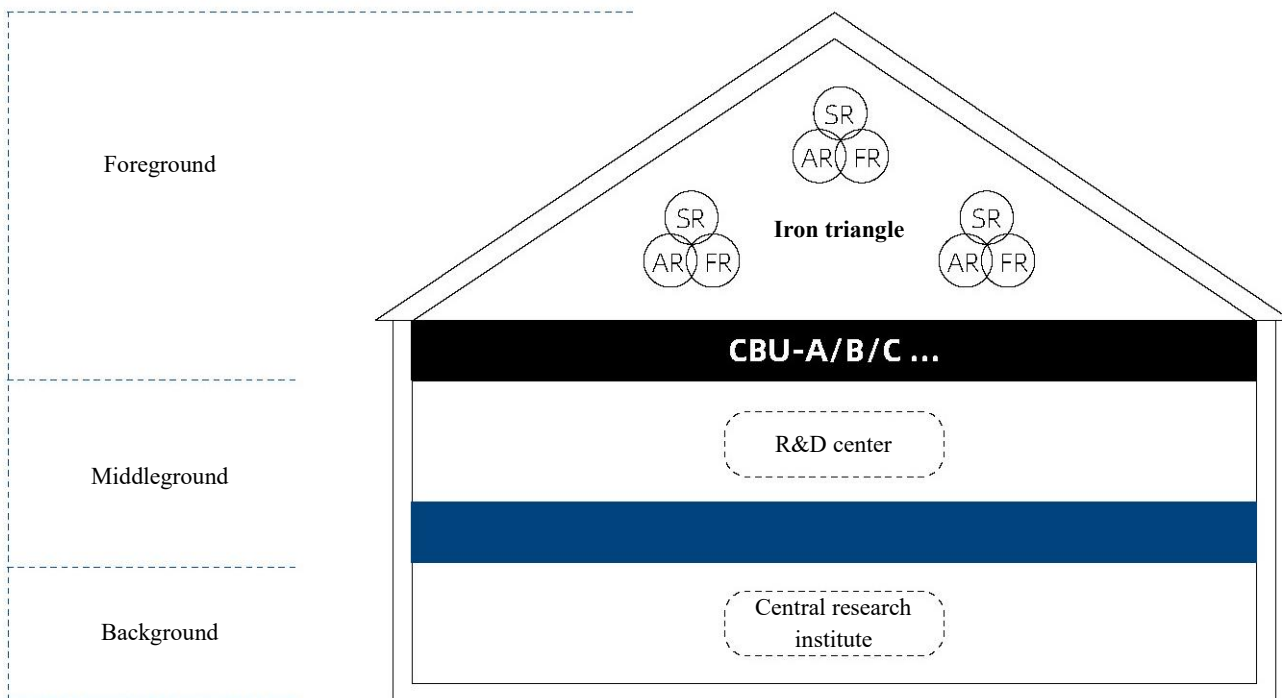 Foreground
SR
AR FR
SR
AR FR
Iron triangle
SR
AR FR
CBU-A/B/C ...
Middleground
R&D center
Background
Central research
institute